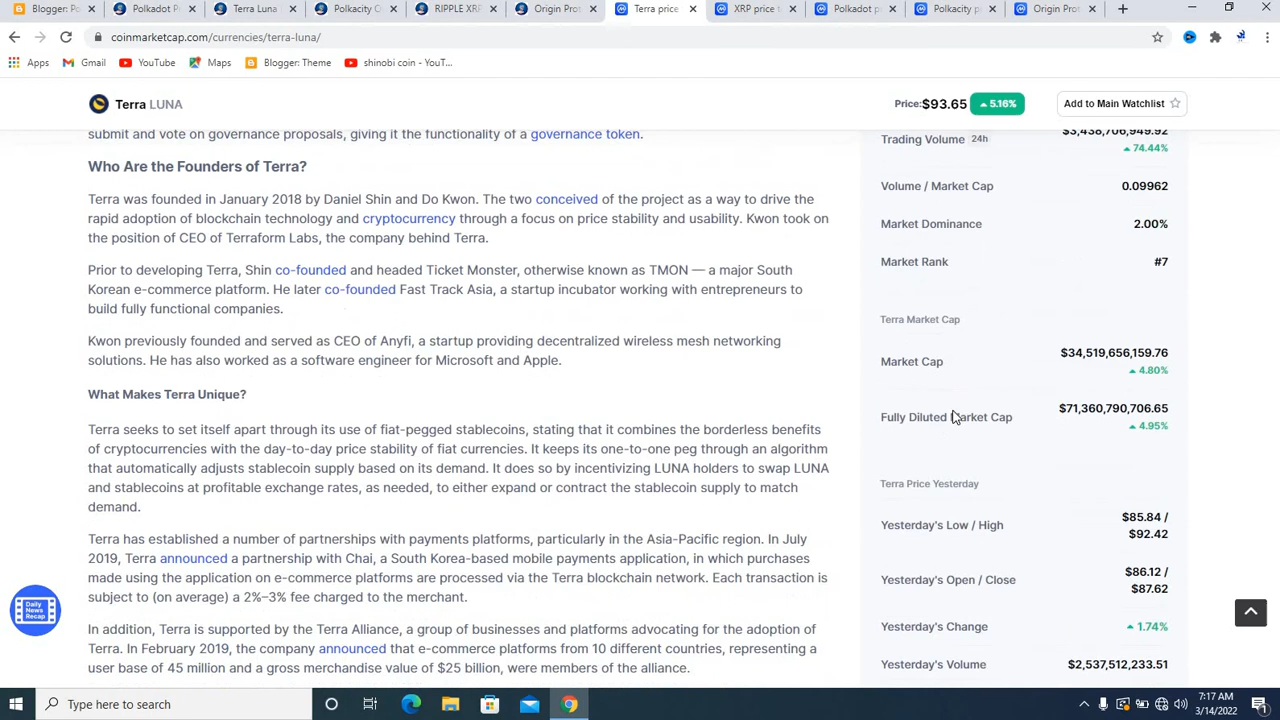 Blogger: Po
Polkadot P
Terra Luna
Polkacity C
RIPPLE XRP
Origin Prot
Terra price
XRP price t
Polkadot p
Polkacity p
Origin Prot
coinmarketcap.com/currencies/terra-luna/
Apps
Gmail
YouTube
Maps
Blogger: Theme
shinobi coin - YouT...
Terra LUNA
Price: $93.65
5.16%
Add to Main Watchlist
submit and vote on governance proposals, giving it the functionality of a governance token.
Who Are the Founders of Terra?
Terra was founded in January 2018 by Daniel Shin and Do Kwon. The two conceived of the project as a way to drive the
rapid adoption of blockchain technology and cryptocurrency through a focus on price stability and usability. Kwon took on
the position of CEO of Terraform Labs, the company behind Terra.
Prior to developing Terra, Shin co-founded and headed Ticket Monster, otherwise known as TMON — a major South
Korean e-commerce platform. He later co-founded Fast Track Asia, a startup incubator working with entrepreneurs to
build fully functional companies.
Kwon previously founded and served as CEO of Anyfi, a startup providing decentralized wireless mesh networking
solutions. He has also worked as a software engineer for Microsoft and Apple.
What Makes Terra Unique?
Terra seeks to set itself apart through its use of fiat-pegged stablecoins, stating that it combines the borderless benefits
of cryptocurrencies with the day-to-day price stability of fiat currencies. It keeps its one-to-one peg through an algorithm
that automatically adjusts stablecoin supply based on its demand. It does so by incentivizing LUNA holders to swap LUNA
and stablecoins at profitable exchange rates, as needed, to either expand or contract the stablecoin supply to match
demand.
Terra has established a number of partnerships with payments platforms, particularly in the Asia-Pacific region. In July
2019, Terra announced a partnership with Chai, a South Korea-based mobile payments application, in which purchases
made using the application on e-commerce platforms are processed via the Terra blockchain network. Each transaction is
subject to (on average) a 2%–3% fee charged to the merchant.
In addition, Terra is supported by the Terra Alliance, a group of businesses and platforms advocating for the adoption of
Terra. In February 2019, the company announced that e-commerce platforms from 10 different countries, representing a
user base of 45 million and a gross merchandise value of $25 billion, were members of the alliance.
$3,438,706,949.92
Trading Volume 24h
74.44%
Volume / Market Cap
0.09962
Market Dominance
2.00%
Market Rank
#7
Terra Market Cap
$34,519,656,159.76
Market Cap
4.80%
$71,360,790,706.65
Fully Diluted Market Cap
4.95%
Terra Price Yesterday
$85.84 /
Yesterday's Low / High
$92.42
$86.12 /
Yesterday's Open / Close
$87.62
Yesterday's Change
1.74%
Yesterday's Volume
$2,537,512,233.51
Daily
News
Recap
Type here to search
7:17 AM
3/14/2022